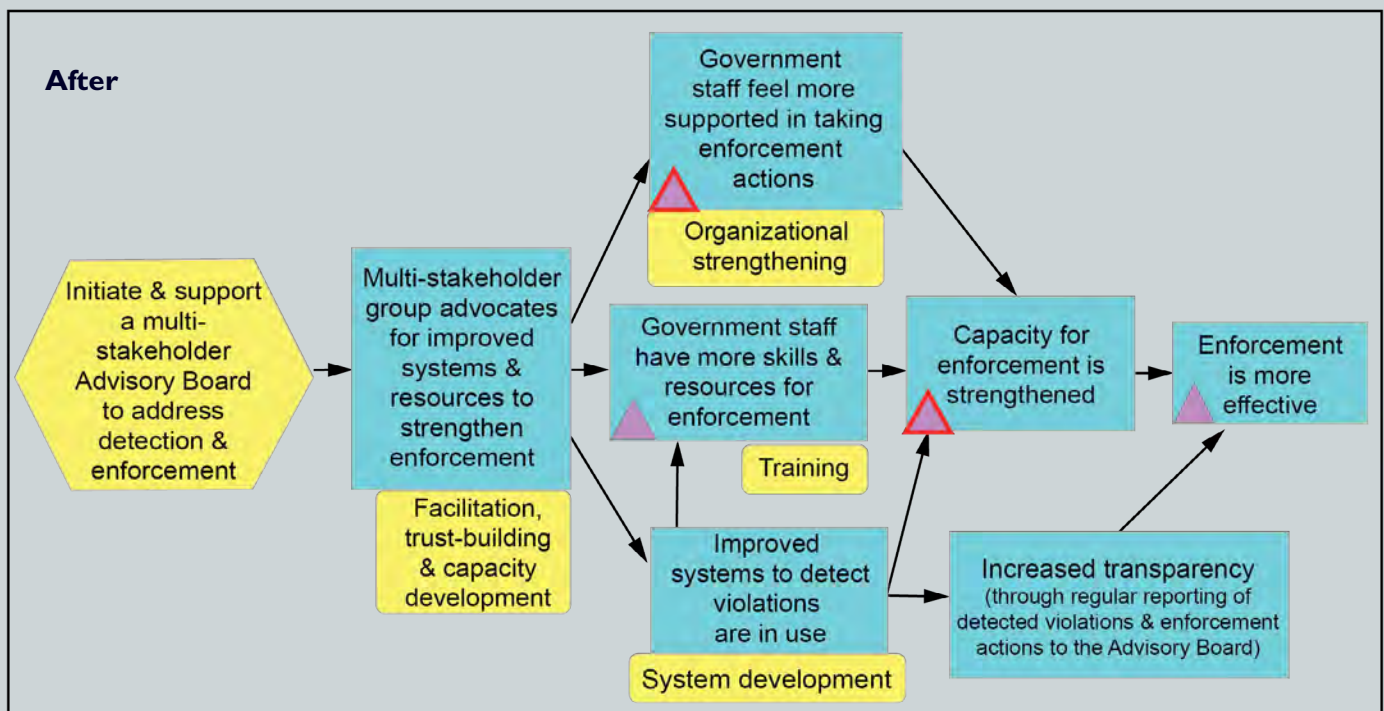 After
Government
staff feel more
supported in taking
enforcement
actions
Organizational
strengthening
Initiate & support
a multi-
stakeholder
Advisory Board
to address
detection &
enforcement
Multi-stakeholder
group advocates
for improved
systems &
resources to
strengthen
enforcement
Facilitation,
trust-building
& capacity
development
Government staff
have more skills &
resources for
enforcement
Training
Capacity for
enforcement is
strengthened
Enforcement
is more
effective
Improved
systems to detect
violations
are in use
System development
Increased transparency
(through regular reporting of
detected violations & enforcement
actions to the Advisory Board)